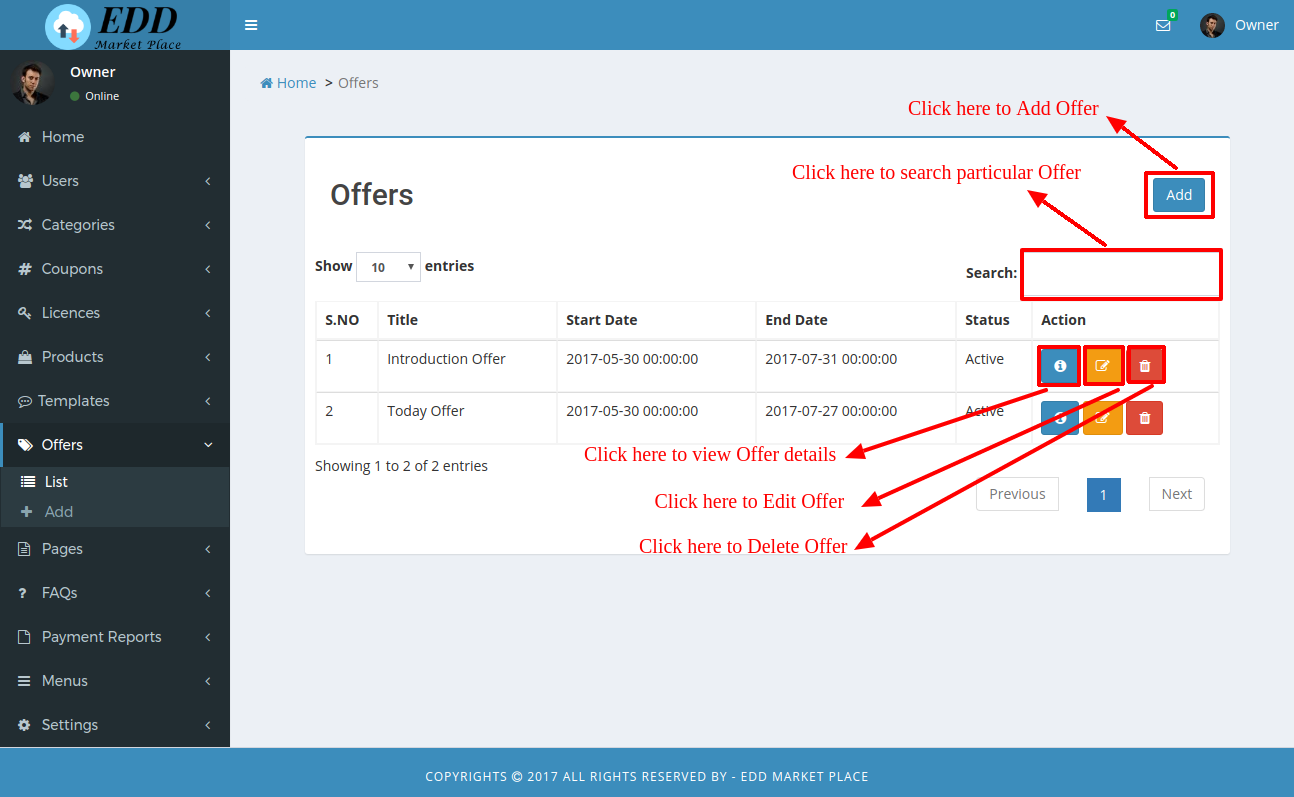 EDD
Market Place
0
Owner
Owner
Online
Home
Users
Categories
Coupons
Licences
Products
Templates
Offers
List
Add
Pages
FAQs
Payment Reports
Menus
Settings
Home > Offers
Click here to Add Offer
Click here to search particular Offer
Offers
Add
Show 10 entries
Search:
S.NO Title Start Date End Date Status Action
1 Introduction Offer 2017-05-30 00:00:00 2017-07-31 00:00:00 Active
2 Today Offer 2017-05-30 00:00:00 2017-07-27 00:00:00 Active
Click here to view Offer details
Showing 1 to 2 of 2 entries
Previous 1 Next
Click here to Edit Offer
Click here to Delete Offer
COPYRIGHTS © 2017 ALL RIGHTS RESERVED BY - EDD MARKET PLACE